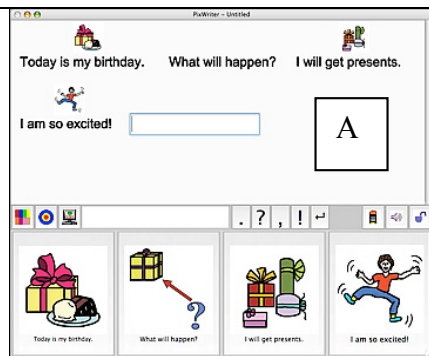 PixWriter - Untitled
Today is my birthday. What will happen? I will get presents.
I am so excited!
A
. ? , ! ↵
Today is my birthday. What will happen? I will get presents. I am so excited!